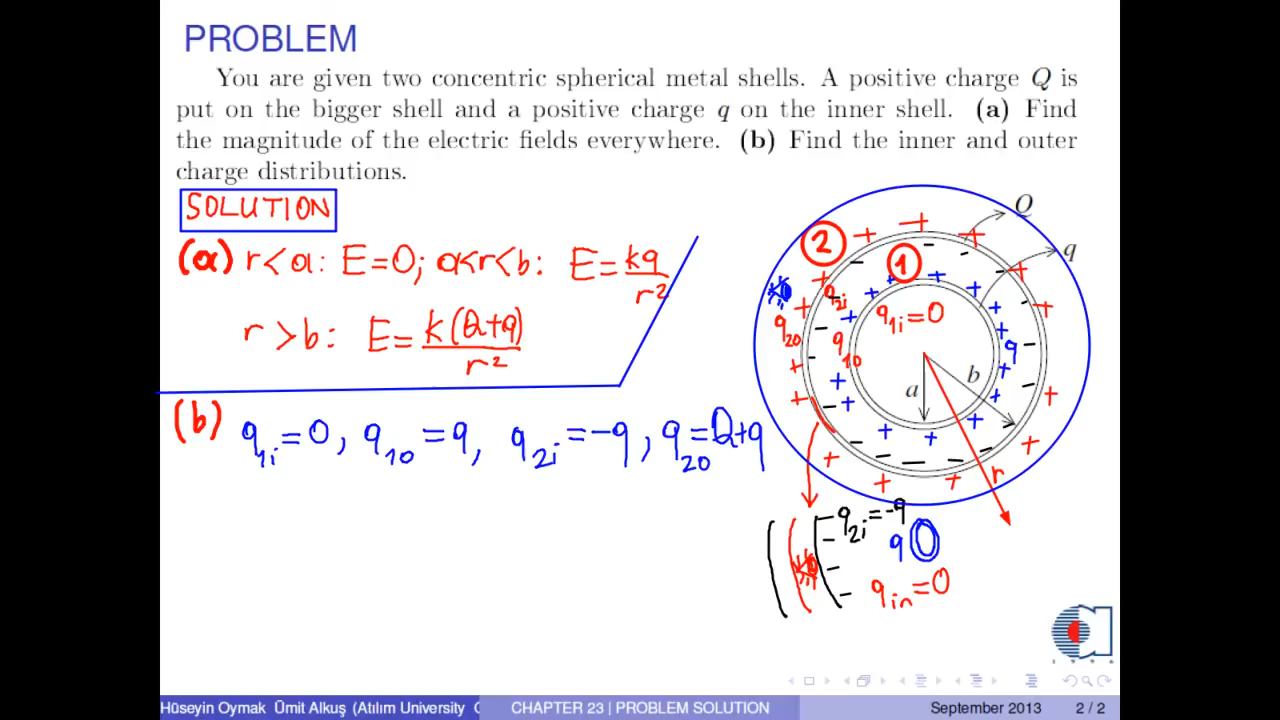 PROBLEM
You are given two concentric spherical metal shells. A positive charge Q is
put on the bigger shell and a positive charge q on the inner shell. (a) Find
the magnitude of the electric fields everywhere. (b) Find the inner and outer
charge distributions.
SOLUTION
(a) r<a: E=0; a<r<b: E=kq/r²
r>b: E=k(Q+q)/r²
(b) q1i=0, q1o=q, q2i=-q, q2o=Q+q
Q
q
2
1
q2i
q2o
q1o
q1i=0
q
a
b
r
q2i=-q
q
qin=0
1996
Hüseyin Oymak Ümit Alkuş (Atılım University
CHAPTER 23 | PROBLEM SOLUTION
September 2013
2 / 2